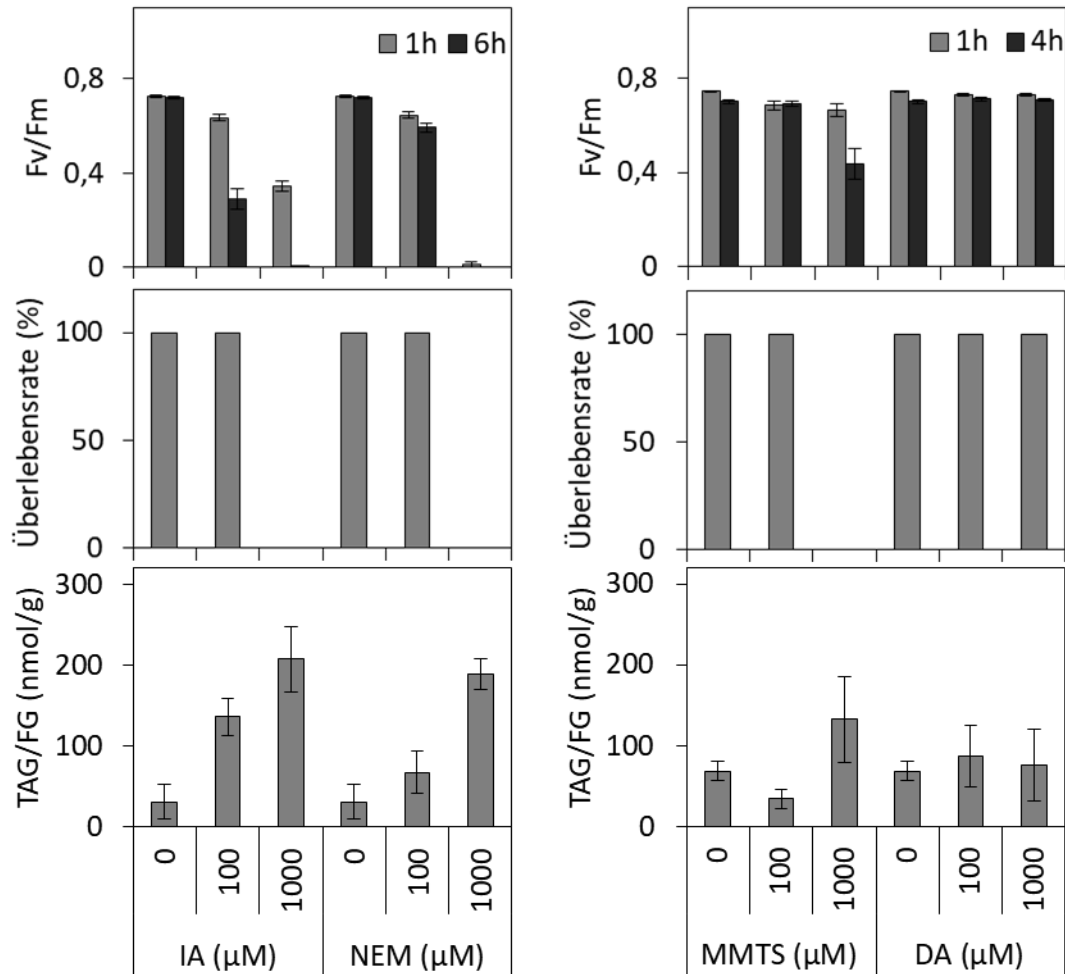 1h 6h
0,8
0,4
0
Fv/Fm
100
50
0
Überlebensrate (%)
300
200
100
0
TAG/FG (nmol/g)
0 100 1000 0 100 1000
IA (µM) NEM (µM)
1h 4h
0,8
0,4
0
Fv/Fm
100
50
0
Überlebensrate (%)
300
200
100
0
TAG/FG (nmol/g)
0 100 1000 0 100 1000
MMTS (µM) DA (µM)